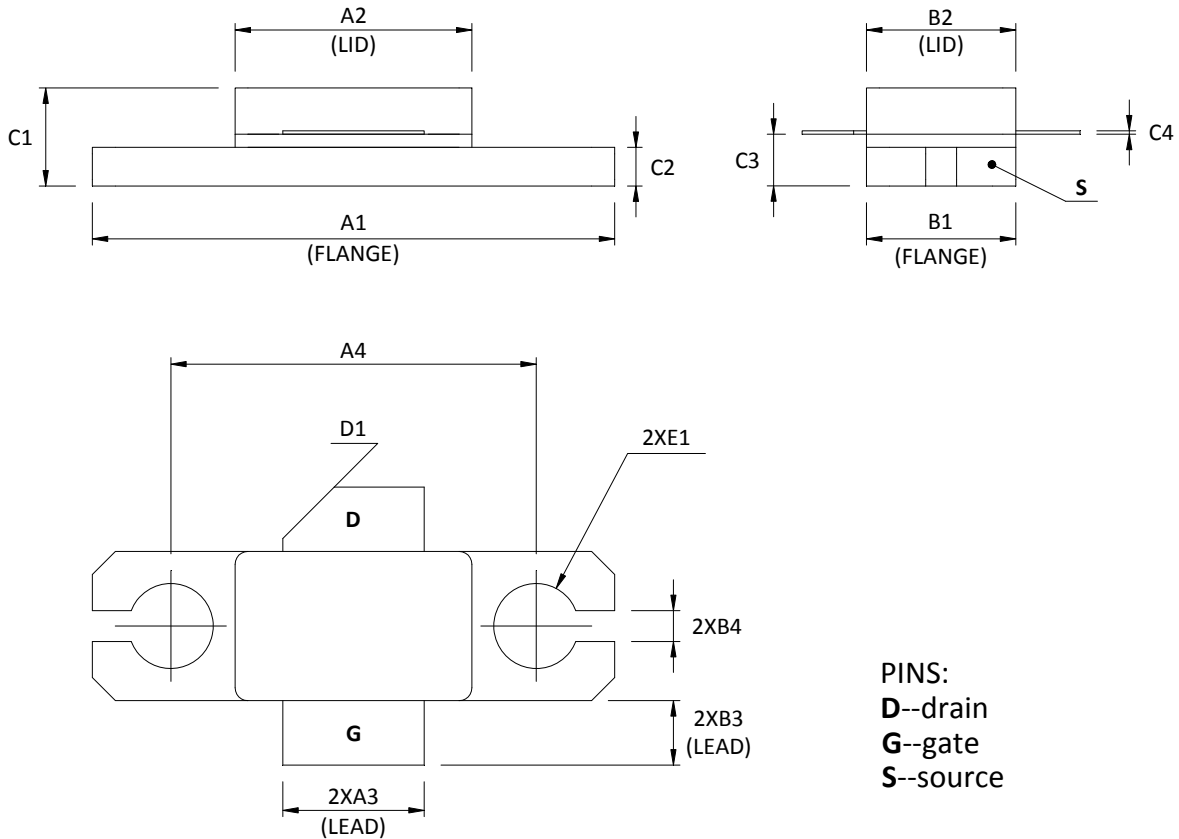 A2
(LID)
C1
C2
A1
(FLANGE)
B2
(LID)
C4
C3
S
B1
(FLANGE)
A4
D1
2XE1
D
2XB4
G
2XB3
(LEAD)
2XA3
(LEAD)
PINS:
D--drain
G--gate
S--source